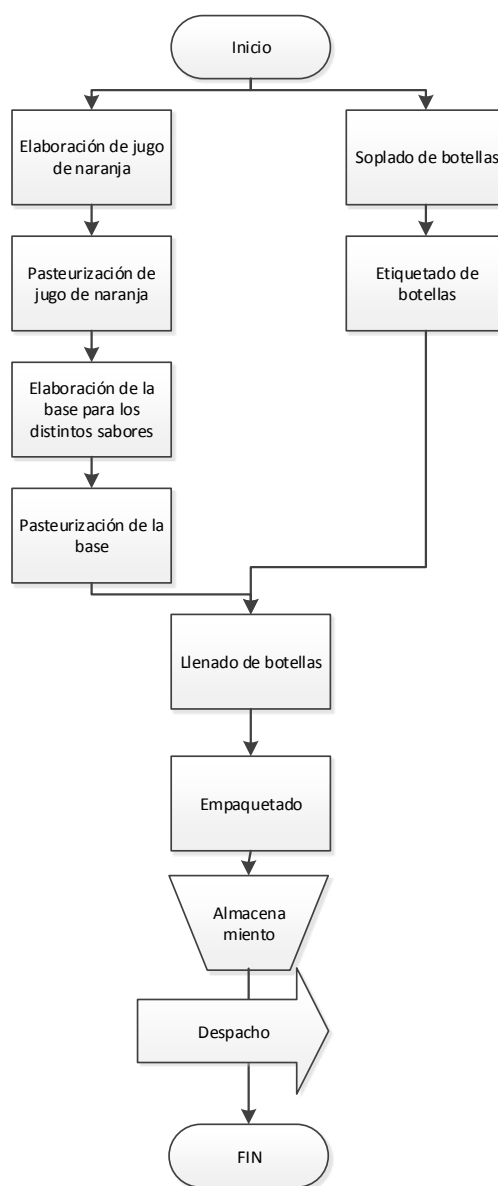 Inicio
Elaboración de jugo
de naranja
Soplado de botellas
Pasteurización de
jugo de naranja
Etiquetado de
botellas
Elaboración de la
base para los
distintos sabores
Pasteurización de la
base
Llenado de botellas
Empaquetado
Almacena
miento
Despacho
FIN